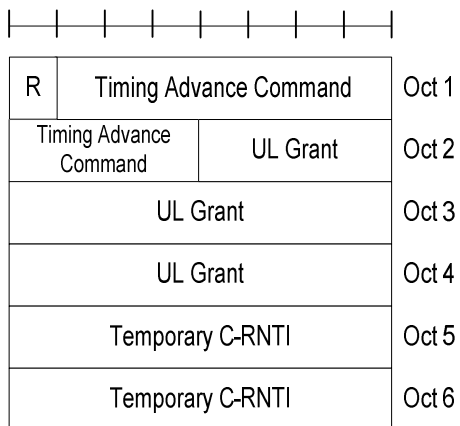 R Timing Advance Command Oct 1
Timing Advance
Command UL Grant Oct 2
UL Grant Oct 3
UL Grant Oct 4
Temporary C-RNTI Oct 5
Temporary C-RNTI Oct 6